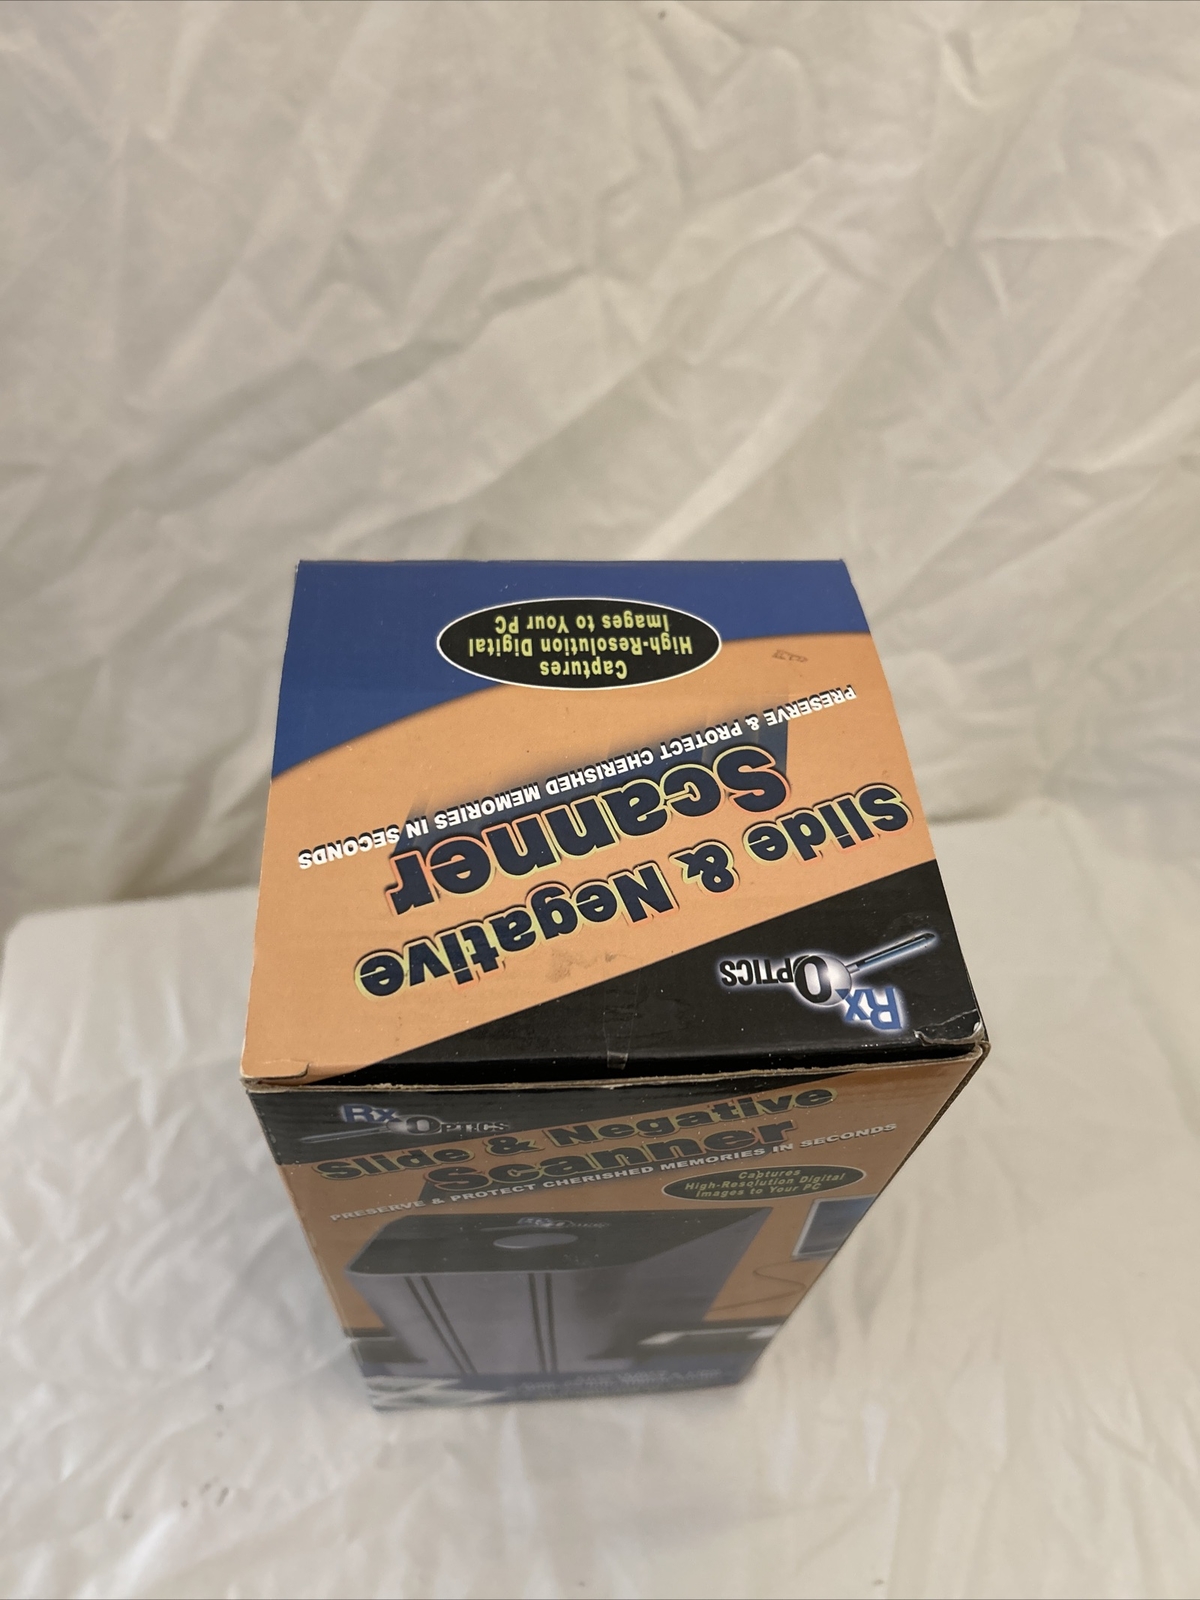 Rx OPTICS
Slide & Negative
Scanner
PRESERVE & PROTECT CHERISHED MEMORIES IN SECONDS
Captures
High-Resolution Digital
Images to Your PC
Rx OPTICS
Slide & Negative
Scanner
PRESERVE & PROTECT CHERISHED MEMORIES IN SECONDS
Captures
High-Resolution Digital
Images to Your PC